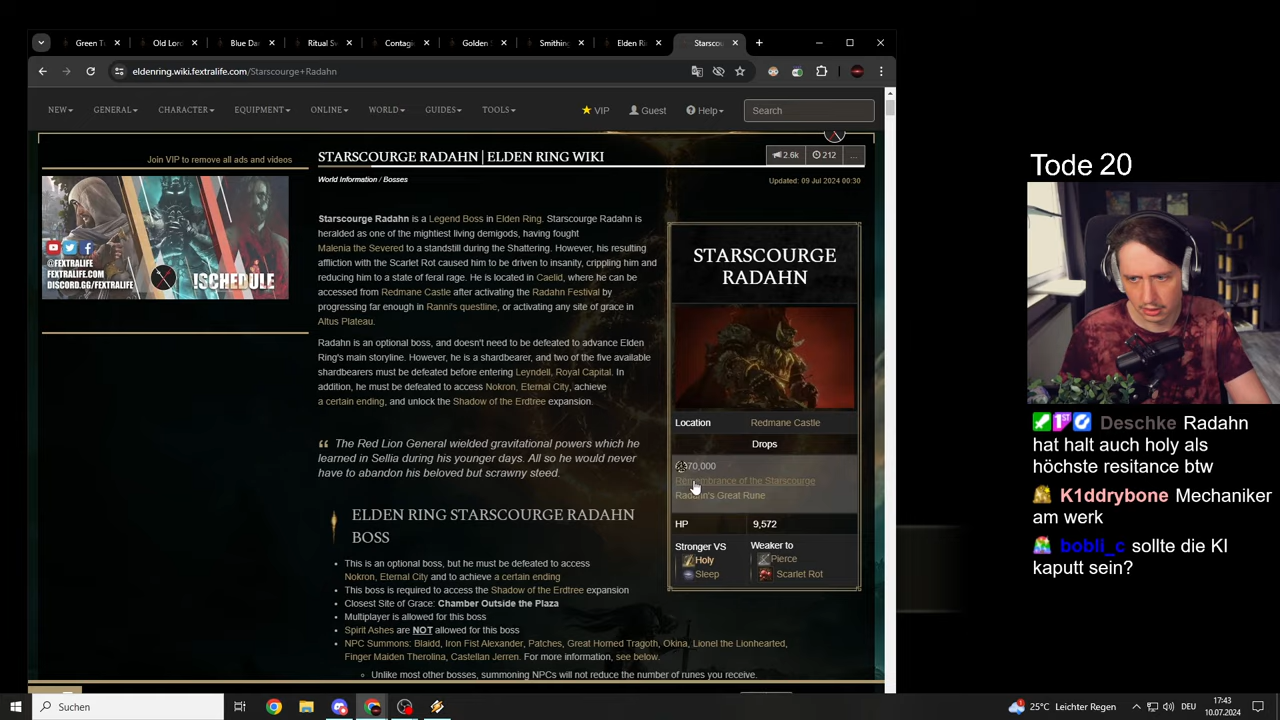 Green T
Old Lord
Blue Da
Ritual S
Contag
Golden
Smithing
Elden Ri
Starscou
eldenring.wiki.fextralife.com/Starscourge+Radahn
NEW
GENERAL
CHARACTER
EQUIPMENT
ONLINE
WORLD
GUIDES
TOOLS
VIP
Guest
Help
Search
Join VIP to remove all ads and videos
@FEXTRALIFE
FEXTRALIFE.COM
DISCORD.GG/FEXTRALIFE
!SCHEDULE
STARSCOURGE RADAHN | ELDEN RING WIKI
2.6k
212
...
World Information / Bosses
Updated: 09 Jul 2024 00:30
Starscourge Radahn is a Legend Boss in Elden Ring. Starscourge Radahn is
heralded as one of the mightiest living demigods, having fought
Malenia the Severed to a standstill during the Shattering. However, his resulting
affliction with the Scarlet Rot caused him to be driven to insanity, crippling him and
reducing him to a state of feral rage. He is located in Caelid, where he can be
accessed from Redmane Castle after activating the Radahn Festival by
progressing far enough in Ranni's questline, or activating any site of grace in
Altus Plateau.
Radahn is an optional boss, and doesn't need to be defeated to advance Elden
Ring's main storyline. However, he is a shardbearer, and two of the five available
shardbearers must be defeated before entering Leyndell, Royal Capital. In
addition, he must be defeated to access Nokron, Eternal City, achieve
a certain ending, and unlock the Shadow of the Erdtree expansion.
The Red Lion General wielded gravitational powers which he
learned in Sellia during his younger days. All so he would never
have to abandon his beloved but scrawny steed.
ELDEN RING STARSCOURGE RADAHN
BOSS
This is an optional boss, but he must be defeated to access
Nokron, Eternal City and to achieve a certain ending
This boss is required to access the Shadow of the Erdtree expansion
Closest Site of Grace: Chamber Outside the Plaza
Multiplayer is allowed for this boss
Spirit Ashes are NOT allowed for this boss
NPC Summons: Blaidd, Iron Fist Alexander, Patches, Great Horned Tragoth, Okina, Lionel the Lionhearted,
Finger Maiden Therolina, Castellan Jerren. For more information, see below.
Unlike most other bosses, summoning NPCs will not reduce the number of runes you receive.
STARSCOURGE
RADAHN
Location Redmane Castle
Drops
70,000
Remembrance of the Starscourge
Radahn's Great Rune
HP 9,572
Stronger VS Weaker to
Holy Pierce
Sleep Scarlet Rot
Tode 20
Deschke Radahn
hat halt auch holy als
höchste resitance btw
K1ddrybone Mechaniker
am werk
bobli_c sollte die KI
kaputt sein?
Suchen
25°C Leichter Regen
DEU
17:43
10.07.2024